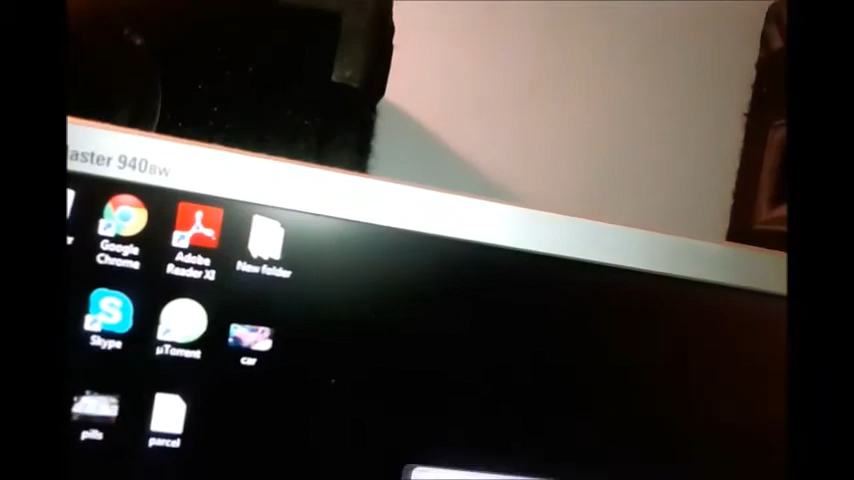 aster 940BW
Google
Chrome
Adobe
Reader XI
New folder
Skype
µTorrent
car
pills
parcel